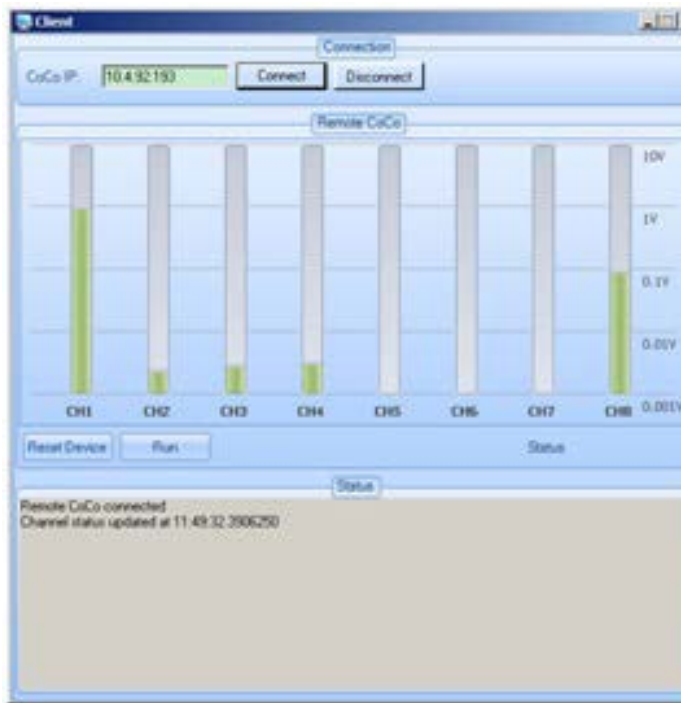 Client
Connection
CoCo IP: 10.4.92.193 Connect Disconnect
Remote CoCo
10V
1V
0.1V
0.01V
0.001V
CH1 CH2 CH3 CH4 CH5 CH6 CH7 CH8
Reset Device Run Status
Status
Remote CoCo connected
Channel status updated at 11:49:32.3906250